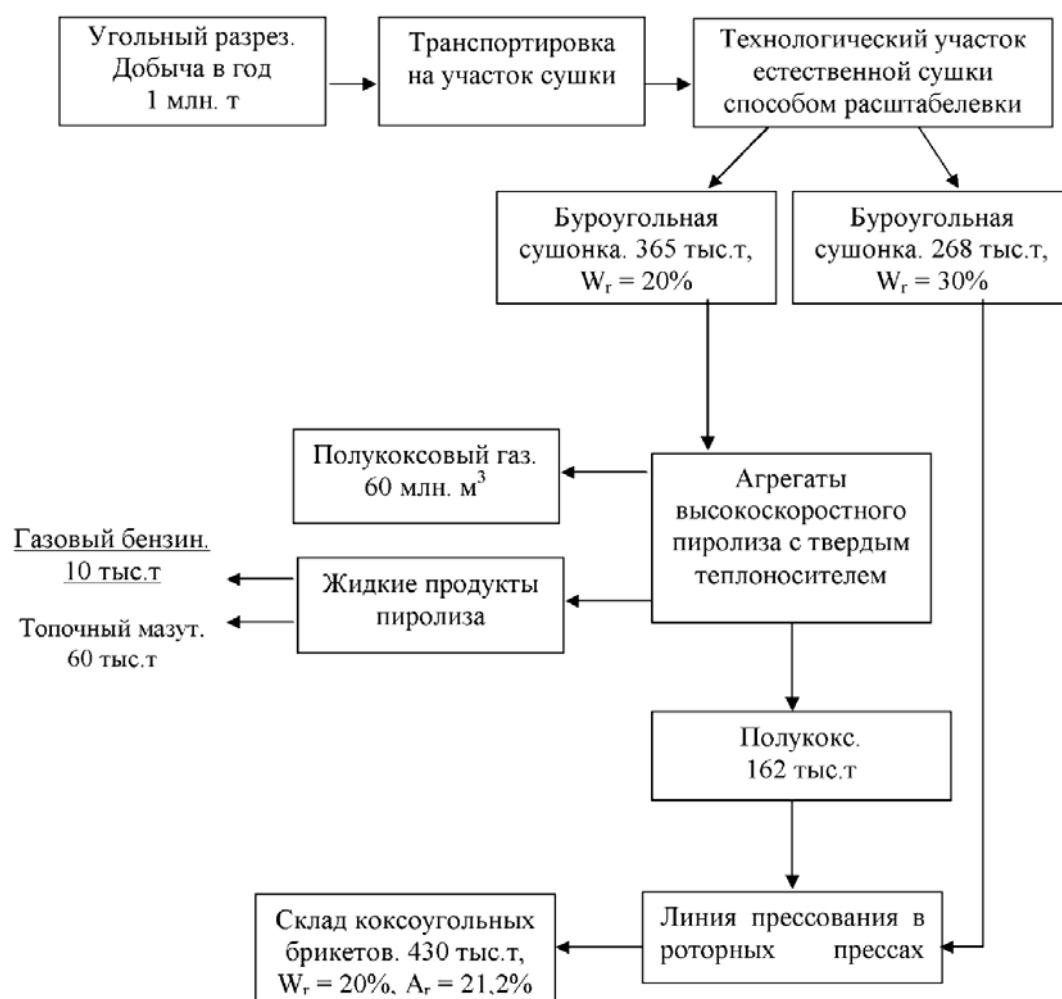 Угольный разрез.
Добыча в год
1 млн. т
Транспортировка
на участок сушки
Технологический участок
естественной сушки
способом расштабелевки
Буроугольная
сушонка. 365 тыс.т,
Wr = 20%
Буроугольная
сушонка. 268 тыс.т,
Wr = 30%
Полукоксовый газ.
60 млн. м³
Агрегаты
высокоскоростного
пиролиза с твердым
теплоносителем
Газовый бензин.
10 тыс.т
Жидкие продукты
пиролиза
Топочный мазут.
60 тыс.т
Полукокс.
162 тыс.т
Склад коксоугольных
брикетов. 430 тыс.т,
Wr = 20%, Ar = 21,2%
Линия прессования в
роторных прессах